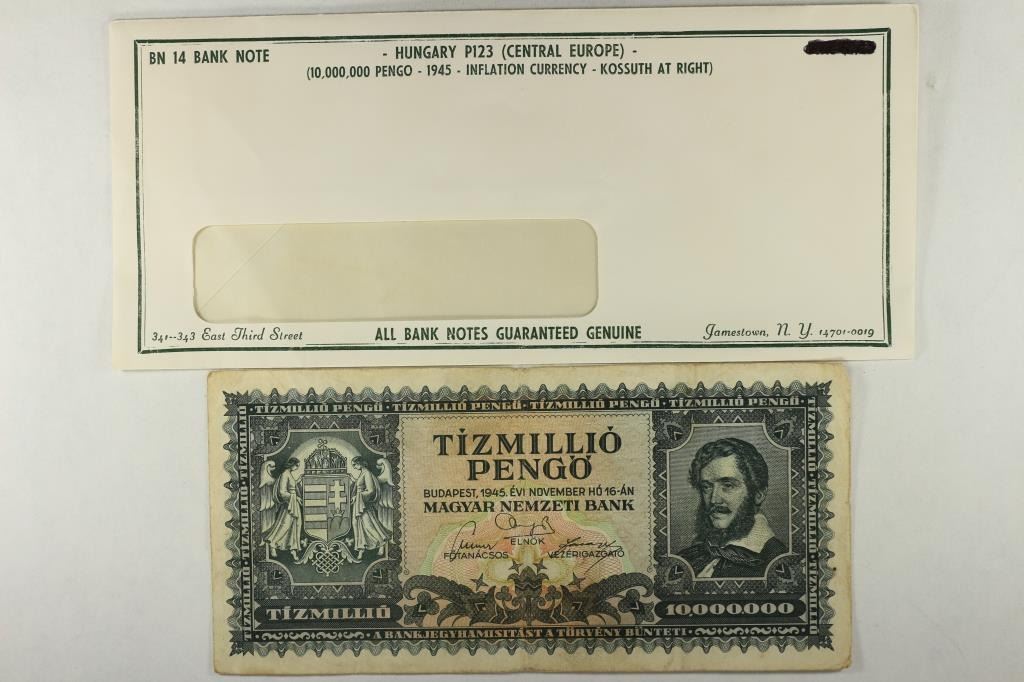 BN 14 BANK NOTE
- HUNGARY P123 (CENTRAL EUROPE) -
(10,000,000 PENGO - 1945 - INFLATION CURRENCY - KOSSUTH AT RIGHT)
341--343 East Third Street
ALL BANK NOTES GUARANTEED GENUINE
Jamestown, N. Y. 14701-0019
TÍZMILLIÓ PENGŐ · TÍZMILLIÓ PENGŐ · TÍZMILLIÓ PENGŐ · TÍZMILLIÓ PENGŐ
TÍZMILLIÓ
PENGŐ
BUDAPEST, 1945. ÉVI NOVEMBER HÓ 16-ÁN
MAGYAR NEMZETI BANK
ELNÖK
FŐTANÁCSOS
VEZÉRIGAZGATÓ
TÍZMILLIÓ
10,000.000
· A BANKJEGYHAMISÍTÁST A TÖRVÉNY BÜNTETI ·